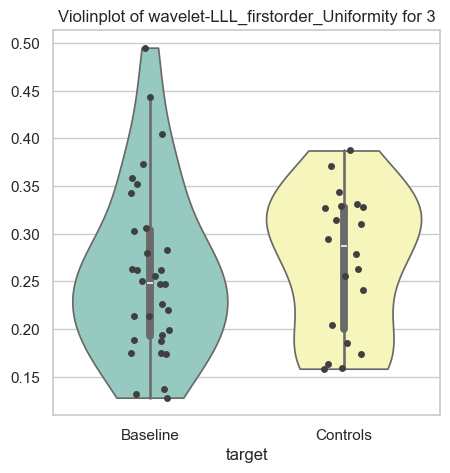 Violinplot of wavelet-LLL_firstorder_Uniformity for 3
0.50
0.45
0.40
0.35
0.30
0.25
0.20
0.15
Baseline
Controls
target